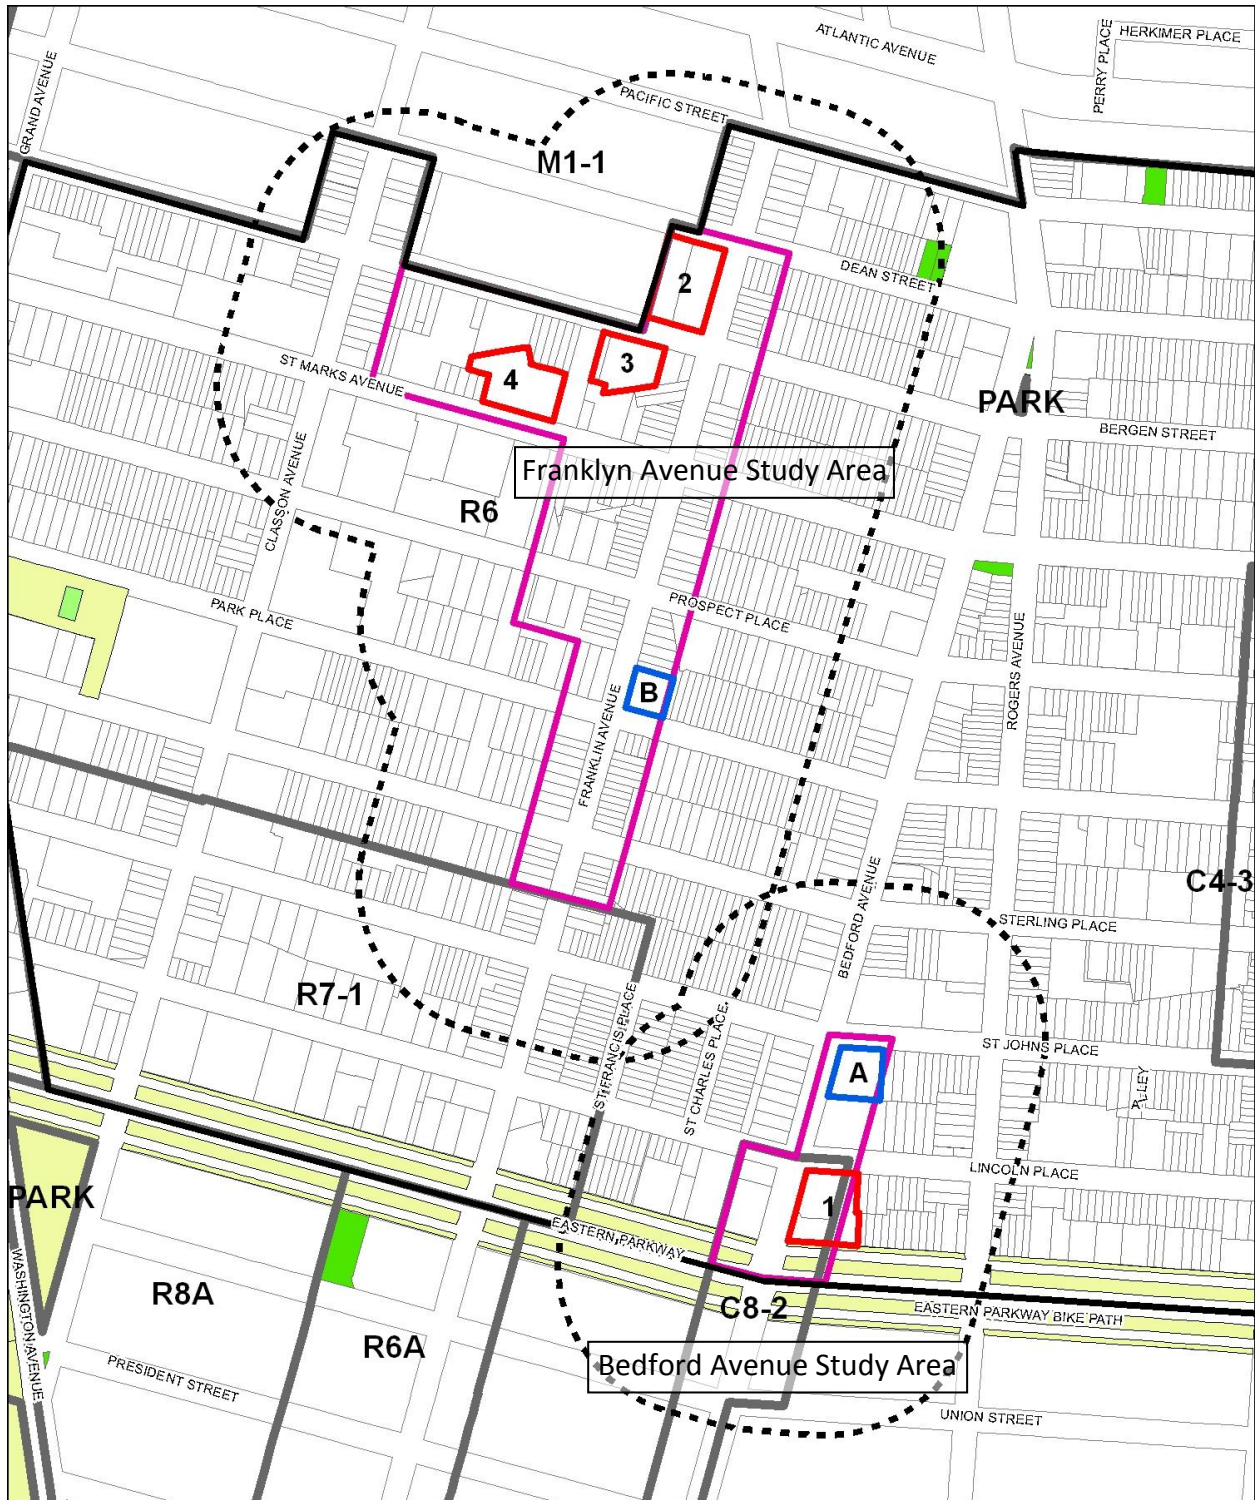 ATLANTIC AVENUE
PERRY PLACE
HERKIMER PLACE
GRAND AVENUE
PACIFIC STREET
M1-1
DEAN STREET
2
3
4
ST MARKS AVENUE
PARK
BERGEN STREET
CLASSON AVENUE
Franklyn Avenue Study Area
R6
PARK PLACE
PROSPECT PLACE
ROGERS AVENUE
B
FRANKLIN AVENUE
C4-3
BEDFORD AVENUE
STERLING PLACE
R7-1
ST FRANCIS PLACE
ST CHARLES PLACE
ST JOHNS PLACE
A
ALLEY
LINCOLN PLACE
PARK
1
EASTERN PARKWAY
WASHINGTON AVENUE
R8A
C8-2
EASTERN PARKWAY BIKE PATH
R6A
Bedford Avenue Study Area
PRESIDENT STREET
UNION STREET